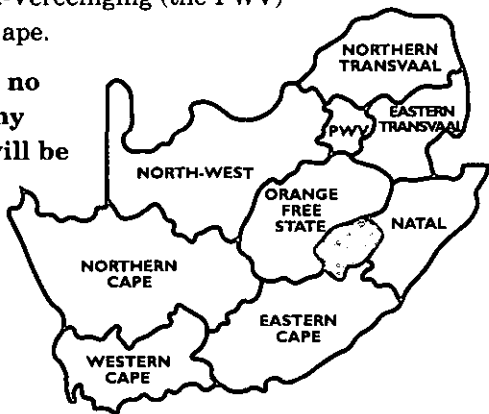 -Vereeniging (the PWV)
ape.
no
ny
vill be
NORTHERN
TRANSVAAL
EASTERN
TRANSVAAL
PWV
NORTH-WEST
ORANGE
FREE
STATE
NATAL
NORTHERN
CAPE
EASTERN
CAPE
WESTERN
CAPE